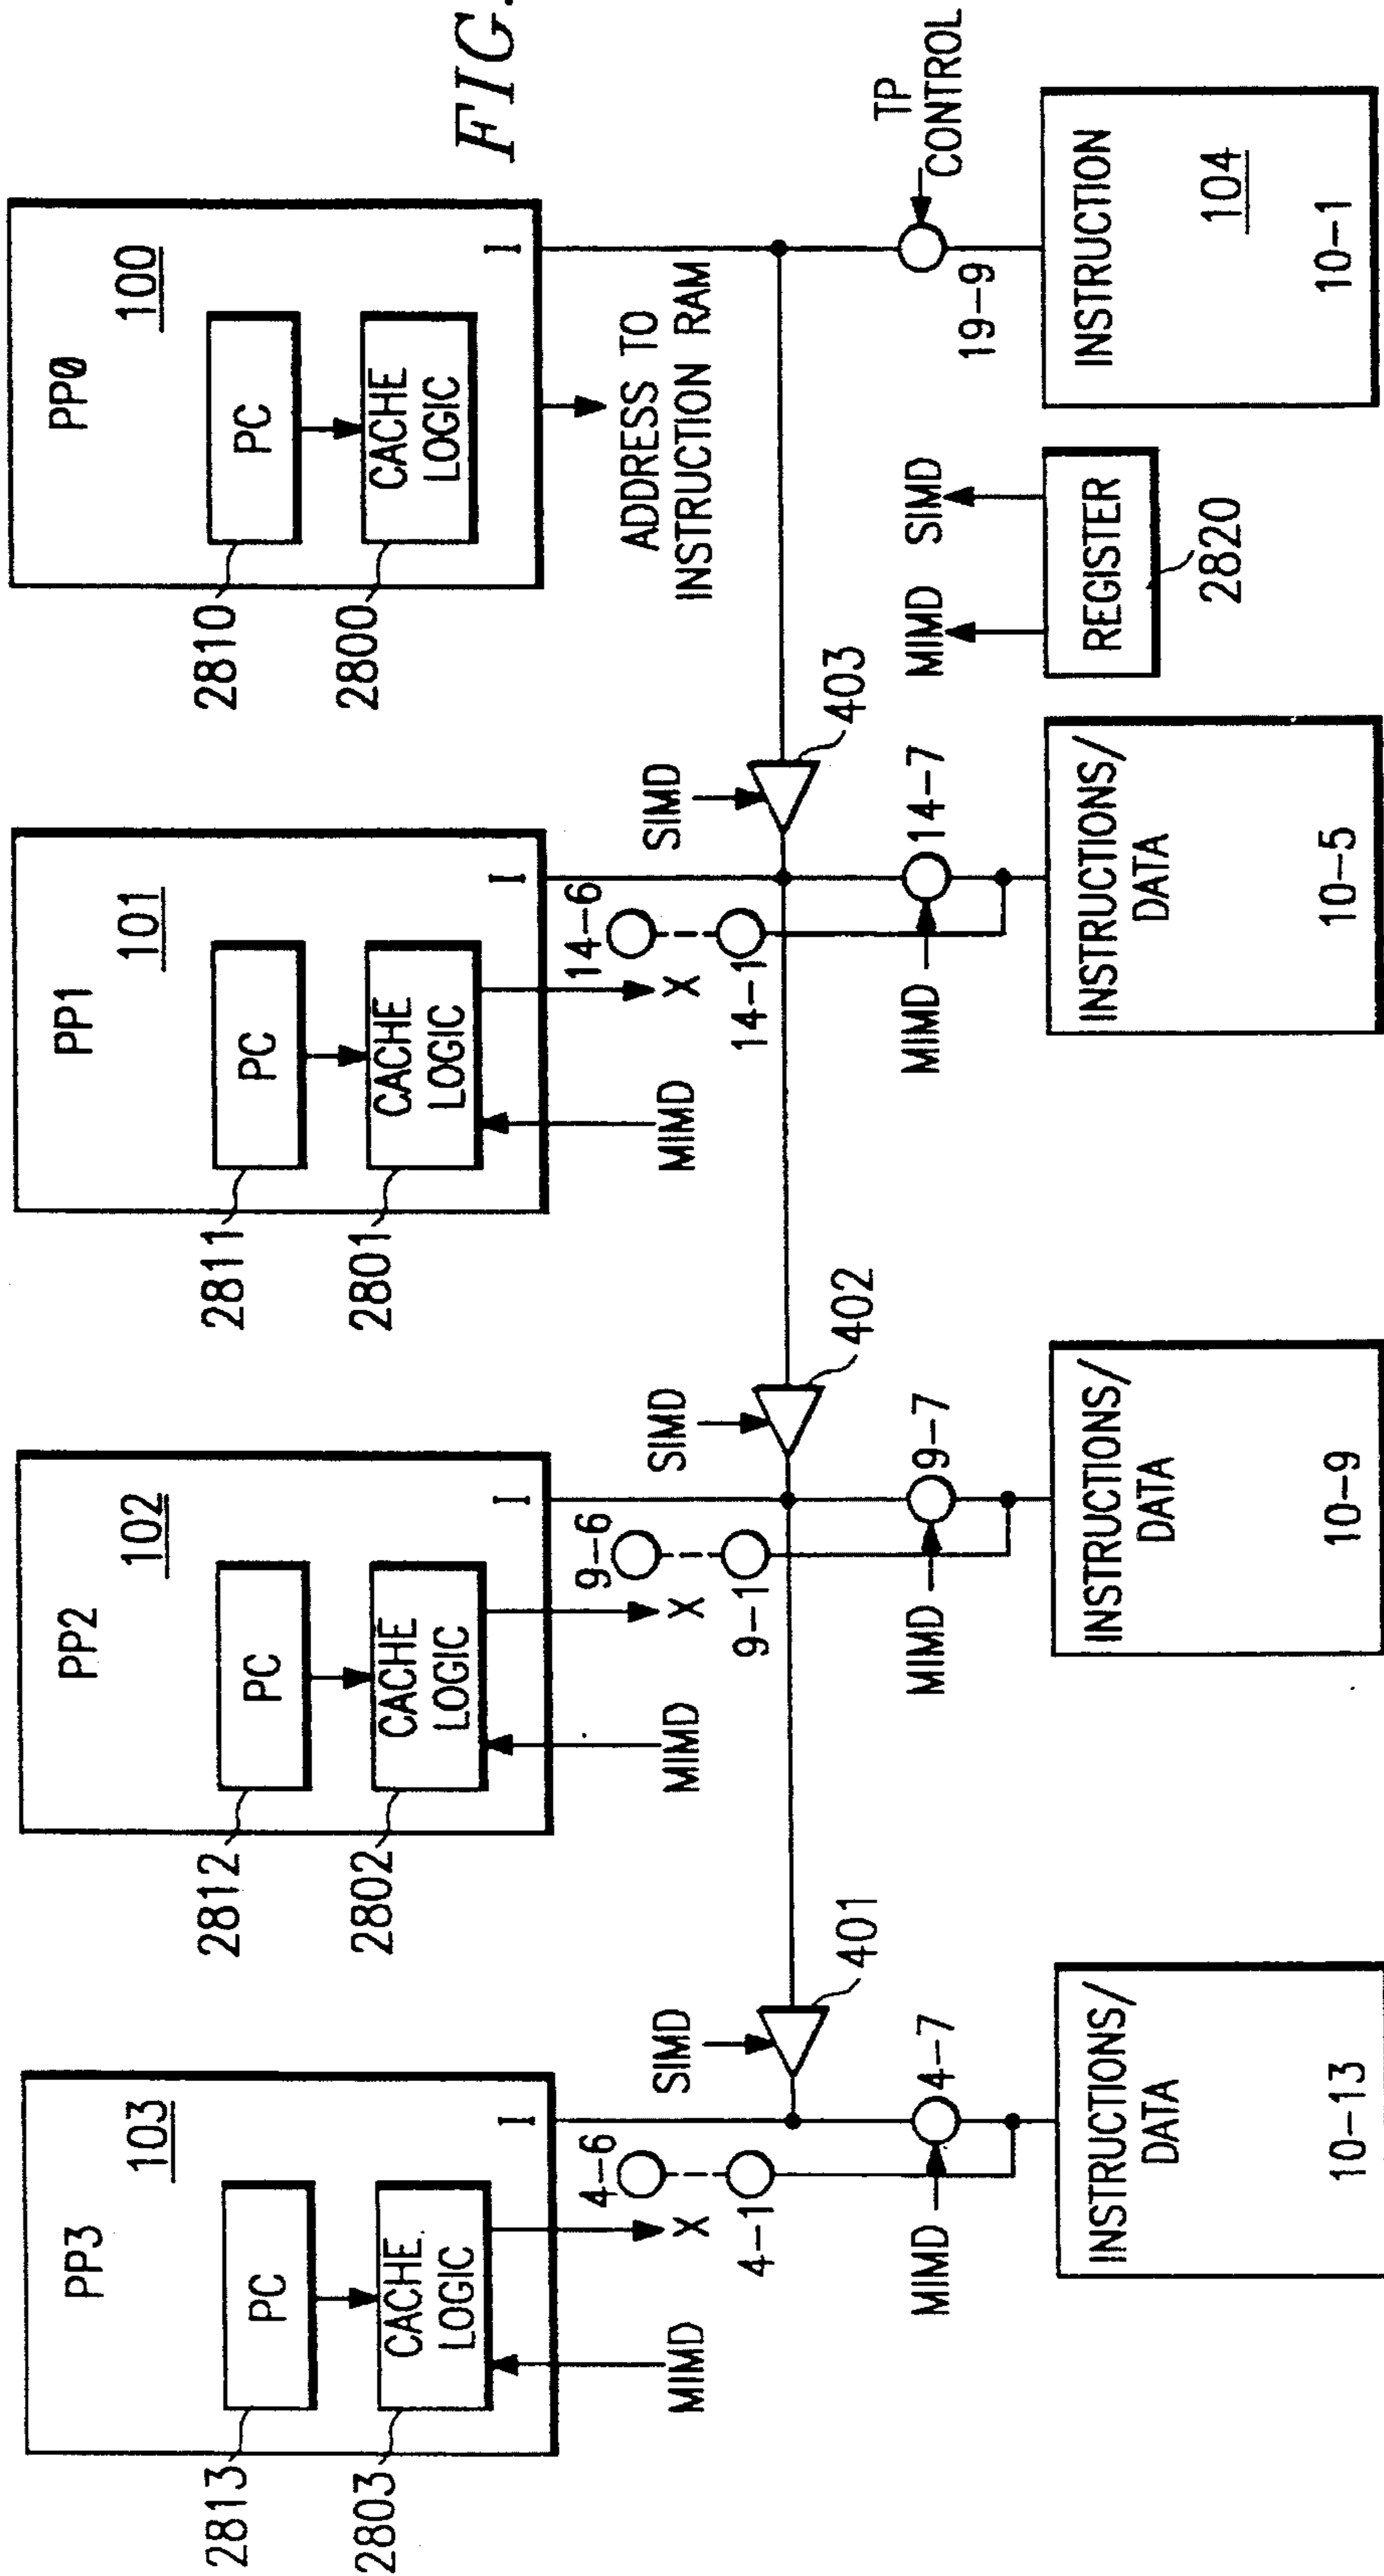 FIG.
PP3
103
PC
CACHE
LOGIC
I
2813
2803
MIMD
X
4-6
4-1
SIMD
401
MIMD
4-7
INSTRUCTIONS/
DATA
10-13
PP2
102
PC
CACHE
LOGIC
I
2812
2802
MIMD
X
9-6
9-1
SIMD
402
MIMD
9-7
INSTRUCTIONS/
DATA
10-9
PP1
101
PC
CACHE
LOGIC
I
2811
2801
MIMD
X
14-6
14-1
SIMD
403
MIMD
14-7
INSTRUCTIONS/
DATA
10-5
PP0
100
PC
CACHE
LOGIC
I
2810
2800
ADDRESS TO
INSTRUCTION RAM
MIMD
SIMD
REGISTER
2820
TP
CONTROL
19-9
INSTRUCTION
104
10-1